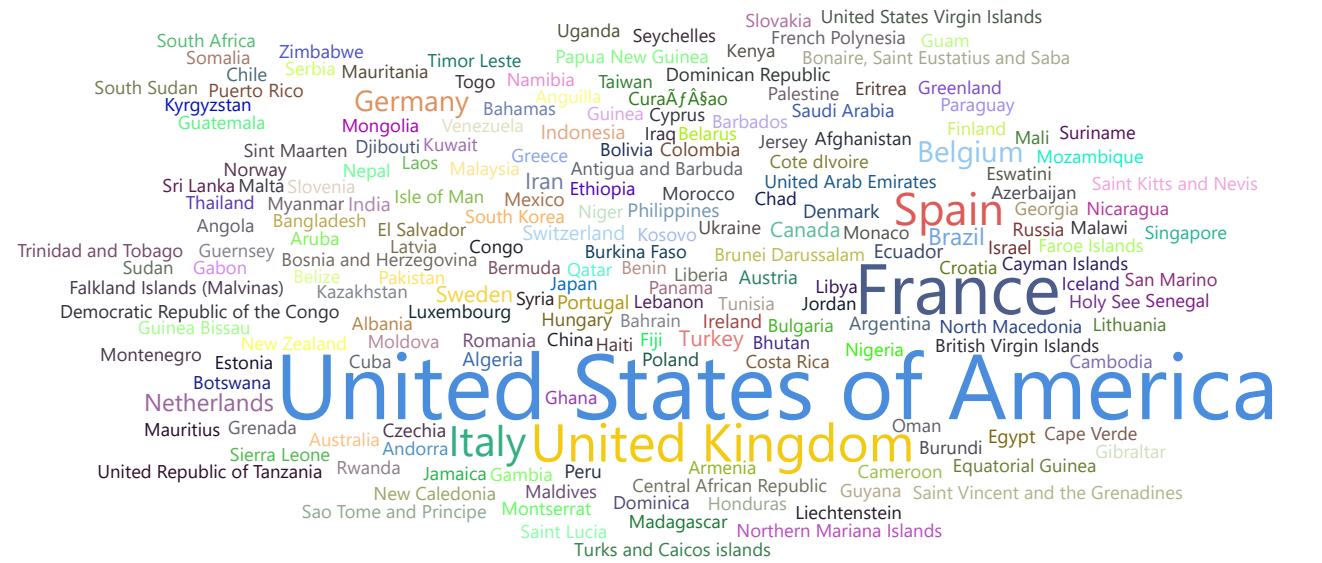 Slovakia United States Virgin Islands
Uganda Seychelles French Polynesia Guam
South Africa Zimbabwe Kenya
Somalia Timor Leste Papua New Guinea Bonaire, Saint Eustatius and Saba
Chile Serbia Mauritania Dominican Republic
South Sudan Puerto Rico Togo Namibia Taiwan Palestine Eritrea Greenland
Kyrgyzstan Germany Bahamas Anguilla CuraÃƒÂ§ao Saudi Arabia Paraguay
Guatemala Mongolia Venezuela Guinea Cyprus Barbados Finland
Indonesia Iraq Belarus Jersey Afghanistan Mali Suriname
Sint Maarten Djibouti Kuwait Greece Bolivia Colombia Belgium Mozambique
Norway Nepal Laos Malaysia Antigua and Barbuda Cote dIvoire Eswatini
Sri Lanka Malta Slovenia Iran Ethiopia United Arab Emirates Saint Kitts and Nevis
Thailand Myanmar India Isle of Man Mexico Morocco Chad Azerbaijan
Angola Bangladesh South Korea Niger Philippines Denmark Spain Georgia Nicaragua
Aruba El Salvador Switzerland Kosovo Ukraine Canada Monaco Brazil Russia Malawi Singapore
Trinidad and Tobago Guernsey Latvia Congo Burkina Faso Brunei Darussalam Ecuador Israel Faroe Islands
Sudan Gabon Bosnia and Herzegovina Bermuda Qatar Benin Liberia Austria Croatia Cayman Islands
Falkland Islands (Malvinas) Belize Pakistan Japan Panama Libya France Iceland San Marino
Kazakhstan Sweden Syria Portugal Lebanon Tunisia Jordan Holy See Senegal
Democratic Republic of the Congo Luxembourg
Guinea Bissau Albania Hungary Bahrain Ireland Bulgaria Argentina North Macedonia Lithuania
New Zealand Moldova Romania China Haiti Fiji Turkey Bhutan Nigeria British Virgin Islands
Montenegro Estonia Cuba Algeria Poland Costa Rica Cambodia
Botswana United States of America
Netherlands Ghana
Mauritius Grenada Czechia Oman Egypt Cape Verde
Sierra Leone Australia Andorra Italy United Kingdom Burundi Gibraltar
United Republic of Tanzania Rwanda Jamaica Gambia Peru Armenia Cameroon Equatorial Guinea
New Caledonia Maldives Central African Republic Guyana Saint Vincent and the Grenadines
Sao Tome and Principe Montserrat Dominica Honduras Liechtenstein
Saint Lucia Madagascar Northern Mariana Islands
Turks and Caicos islands